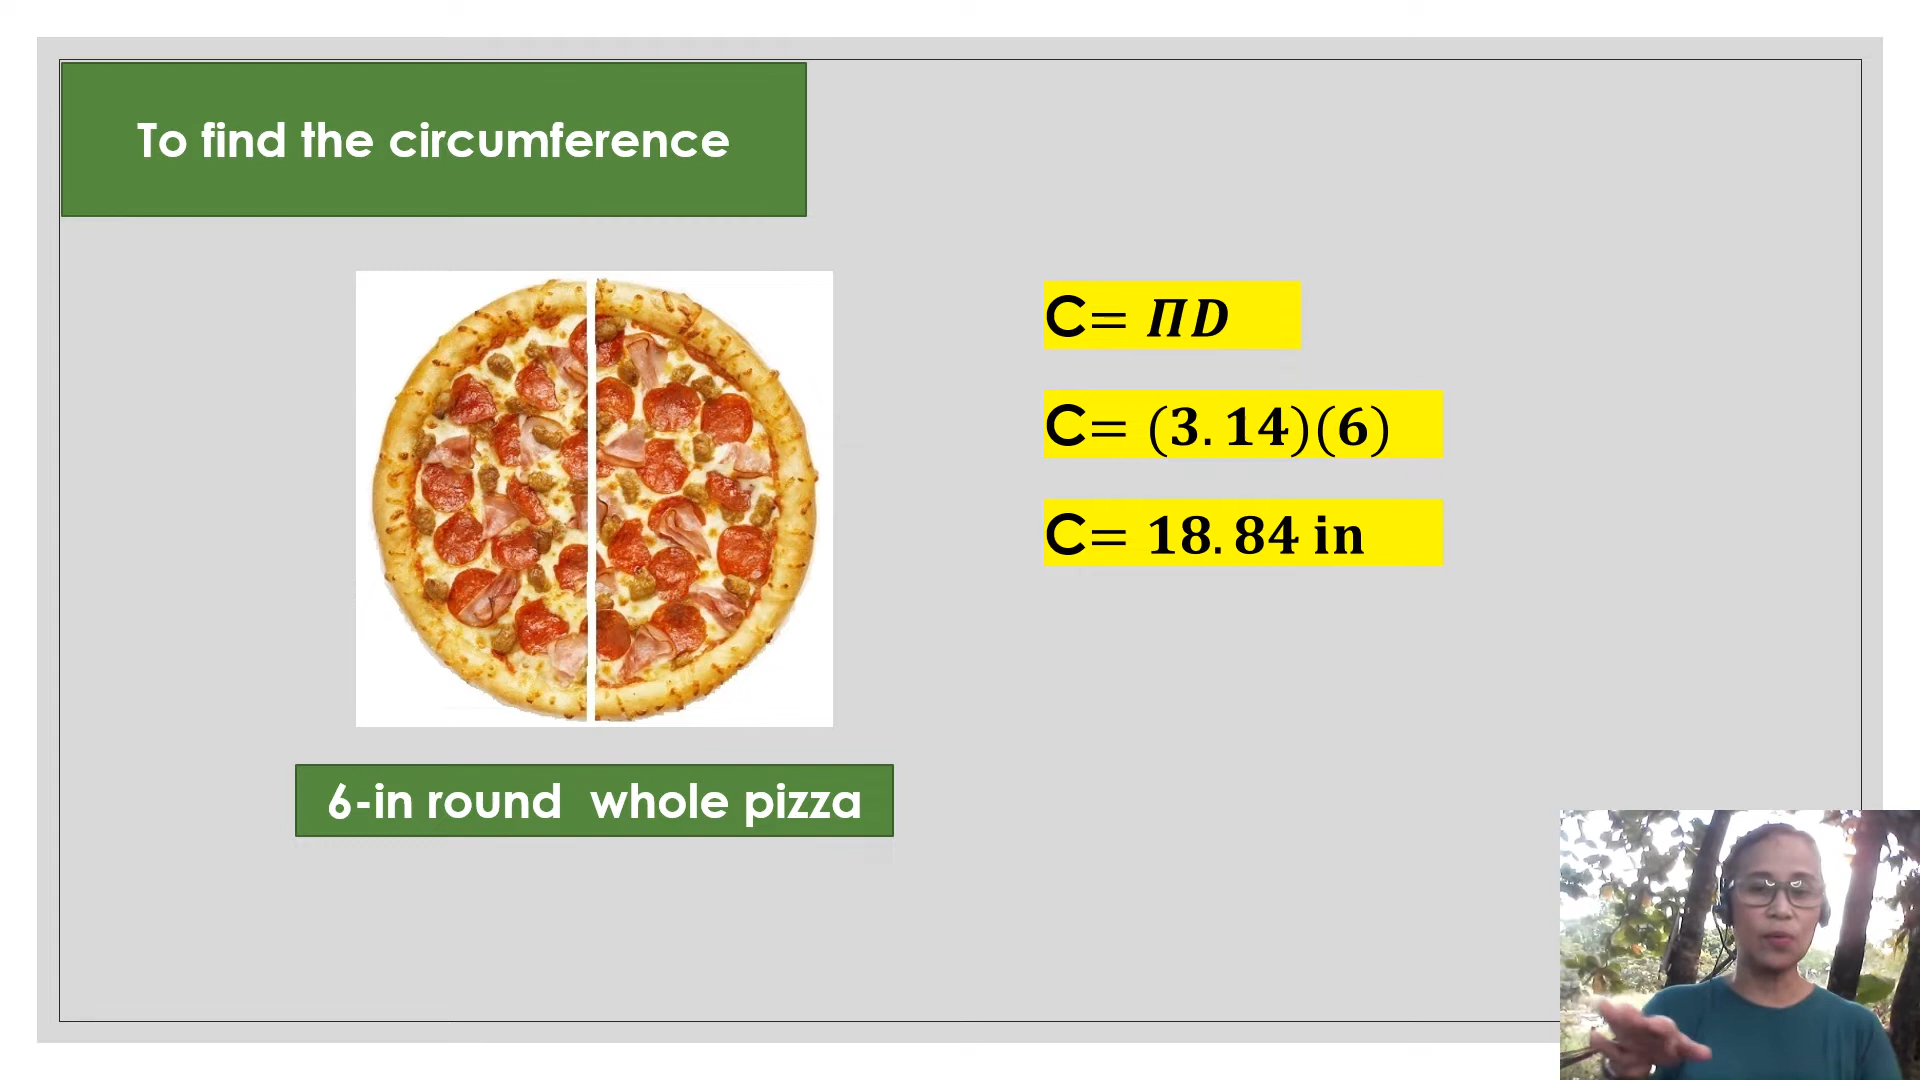 To find the circumference
C= ΠD
C= (3.14)(6)
C= 18.84 in
6-in round whole pizza